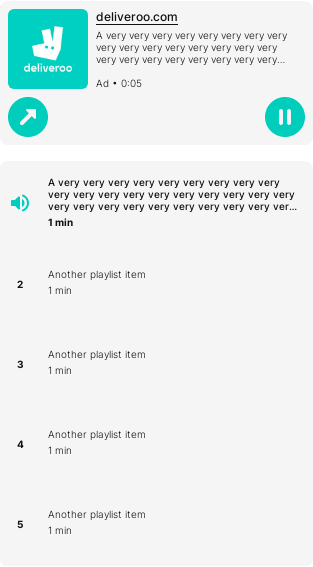 deliveroo.com
A very very very very very very very
very very very very very very very very
very very very very very very very...
deliveroo
Ad • 0:05
A very very very very very very very very very
very very very very very very very very very very
very very very very very very very very very ver...
1 min
Another playlist item
2
1 min
Another playlist item
3
1 min
Another playlist item
4
1 min
Another playlist item
5
1 min